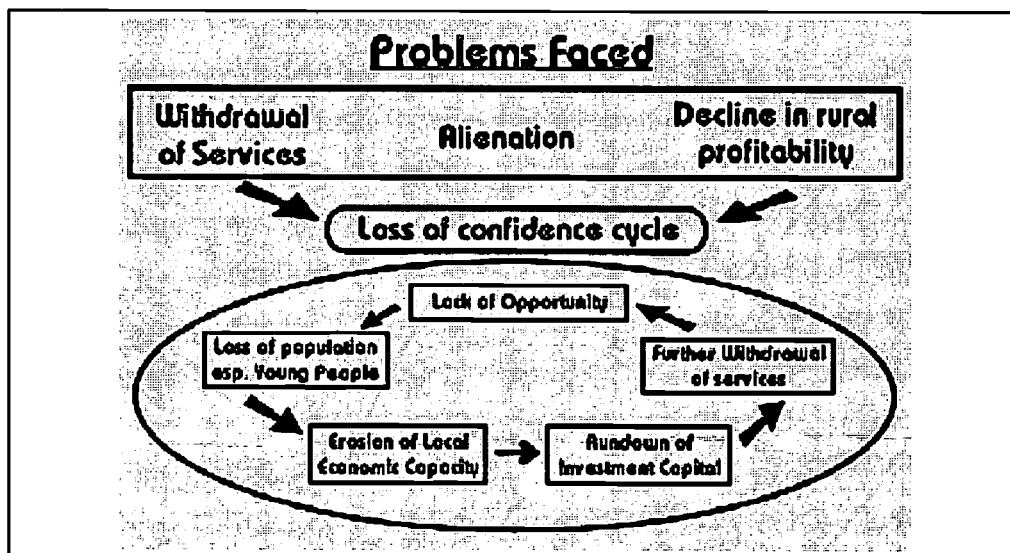 Problems Faced
Withdrawal
of Services
Alienation
Decline in rural
profitability
Loss of confidence cycle
Lack of Opportunity
Loss of population
esp. Young People
Further Withdrawal
of services
Erosion of Local
Economic Capacity
Rundown of
Investment Capital